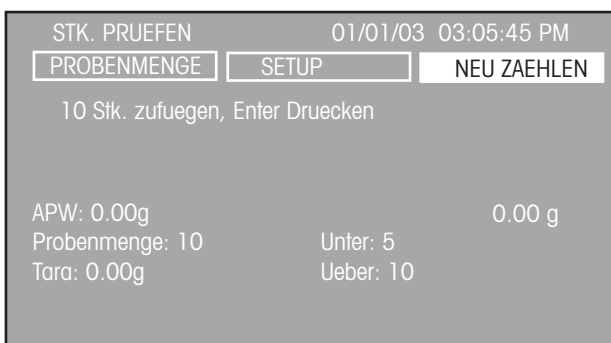 STK. PRUEFEN 01/01/03 03:05:45 PM
PROBENMENGE SETUP NEU ZAEHLEN
10 Stk. zufuegen, Enter Druecken
APW: 0.00g 0.00 g
Probenmenge: 10 Unter: 5
Tara: 0.00g Ueber: 10